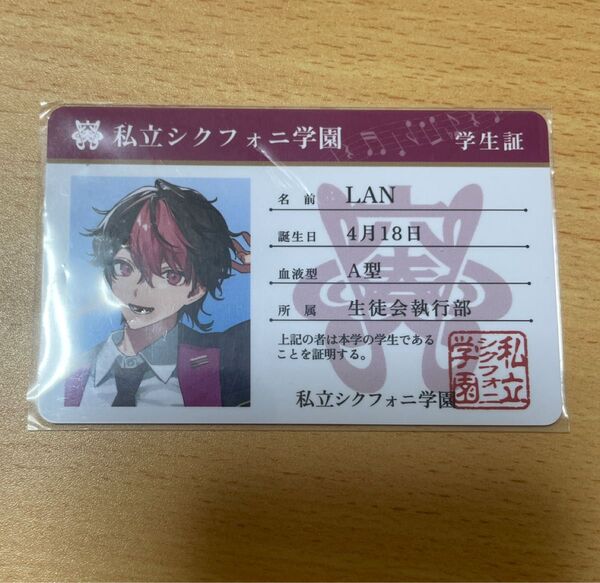 私立シクフォニ学園 学生証
名前 LAN
誕生日 4月18日
血液型 A型
所属 生徒会執行部
上記の者は本学の学生である
ことを証明する。
私立シクフォニ学園
私立
シクフォニ
学園